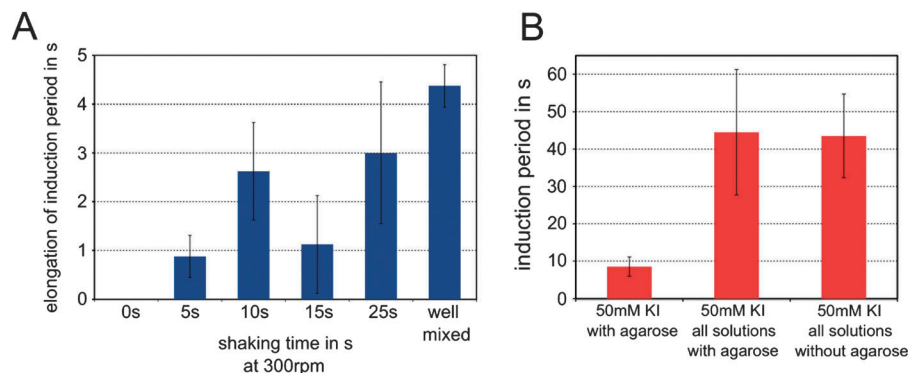 A
elongation of induction period in s
5
4
3
2
1
0
0s 5s 10s 15s 25s well
mixed
shaking time in s
at 300rpm
B
induction period in s
60
50
40
30
20
10
0
50mM KI 50mM KI 50mM KI
with agarose all solutions all solutions
with agarose without agarose